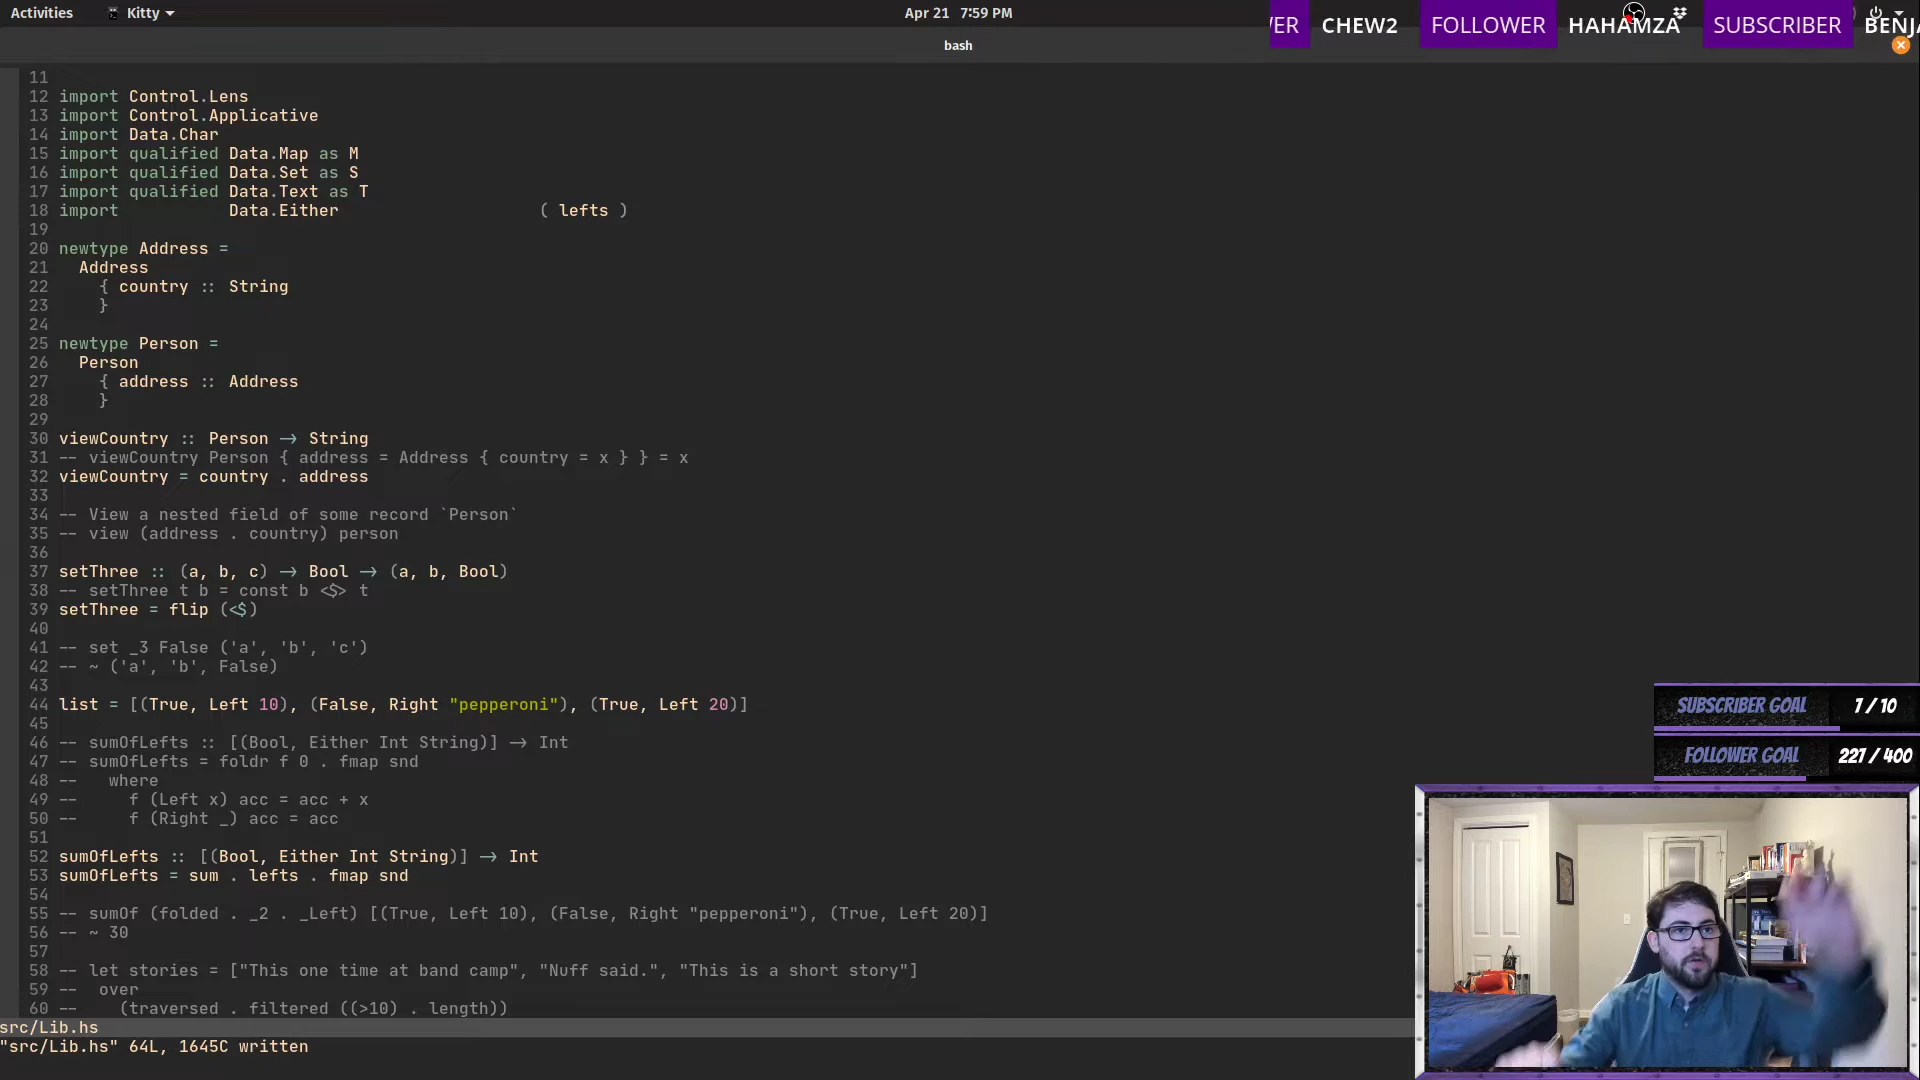 Activities Kitty Apr 21 7:59 PM
ER CHEW2 FOLLOWER HAHAMZA SUBSCRIBER BENJA
bash
11
12 import Control.Lens
13 import Control.Applicative
14 import Data.Char
15 import qualified Data.Map as M
16 import qualified Data.Set as S
17 import qualified Data.Text as T
18 import           Data.Either                    ( lefts )
19
20 newtype Address =
21   Address
22     { country :: String
23     }
24
25 newtype Person =
26   Person
27     { address :: Address
28     }
29
30 viewCountry :: Person → String
31 -- viewCountry Person { address = Address { country = x } } = x
32 viewCountry = country . address
33
34 -- View a nested field of some record `Person`
35 -- view (address . country) person
36
37 setThree :: (a, b, c) → Bool → (a, b, Bool)
38 -- setThree t b = const b <$> t
39 setThree = flip (<$)
40
41 -- set _3 False ('a', 'b', 'c')
42 -- ~ ('a', 'b', False)
43
44 list = [(True, Left 10), (False, Right "pepperoni"), (True, Left 20)]
45
46 -- sumOfLefts :: [(Bool, Either Int String)] → Int
47 -- sumOfLefts = foldr f 0 . fmap snd
48 --   where
49 --     f (Left x) acc = acc + x
50 --     f (Right _) acc = acc
51
52 sumOfLefts :: [(Bool, Either Int String)] → Int
53 sumOfLefts = sum . lefts . fmap snd
54
55 -- sumOf (folded . _2 . _Left) [(True, Left 10), (False, Right "pepperoni"), (True, Left 20)]
56 -- ~ 30
57
58 -- let stories = ["This one time at band camp", "Nuff said.", "This is a short story"]
59 --  over
60 --    (traversed . filtered ((>10) . length))
src/Lib.hs
"src/Lib.hs" 64L, 1645C written
SUBSCRIBER GOAL 7 / 10
FOLLOWER GOAL 227 / 400